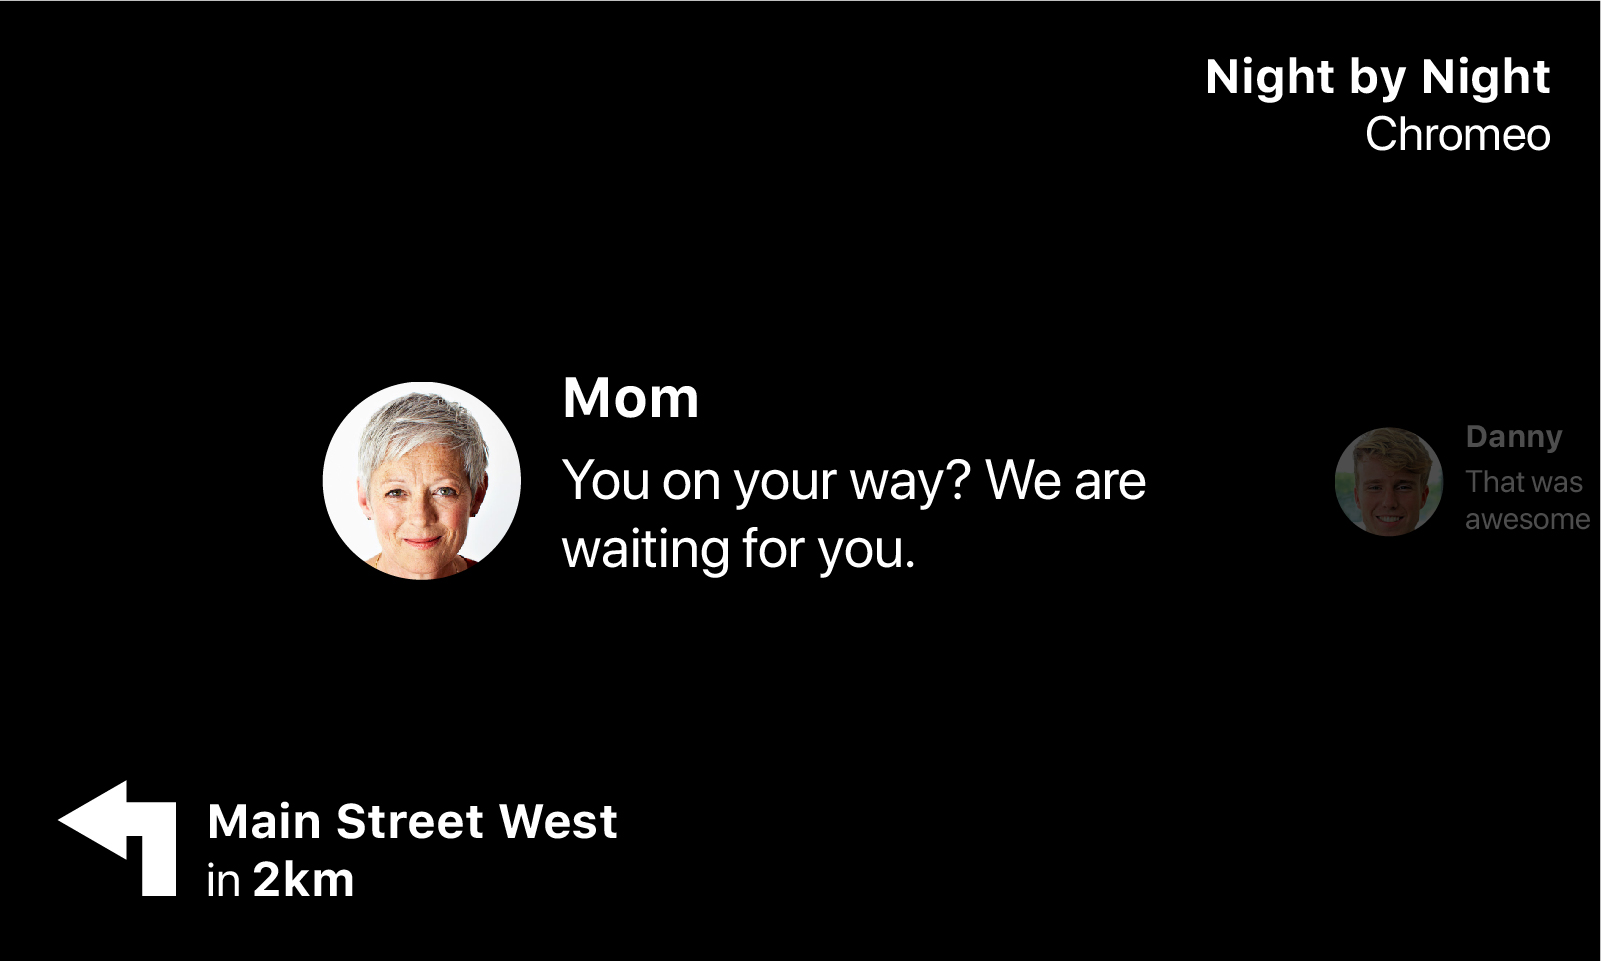 Night by Night
Chromeo
Mom
You on your way? We are
waiting for you.
Danny
That was
awesome
Main Street West
in 2km